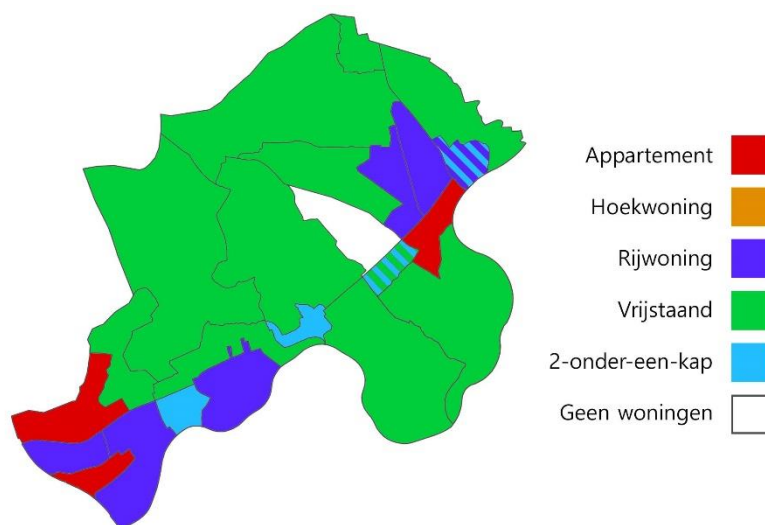 Appartement
Hoekwoning
Rijwoning
Vrijstaand
2-onder-een-kap
Geen woningen